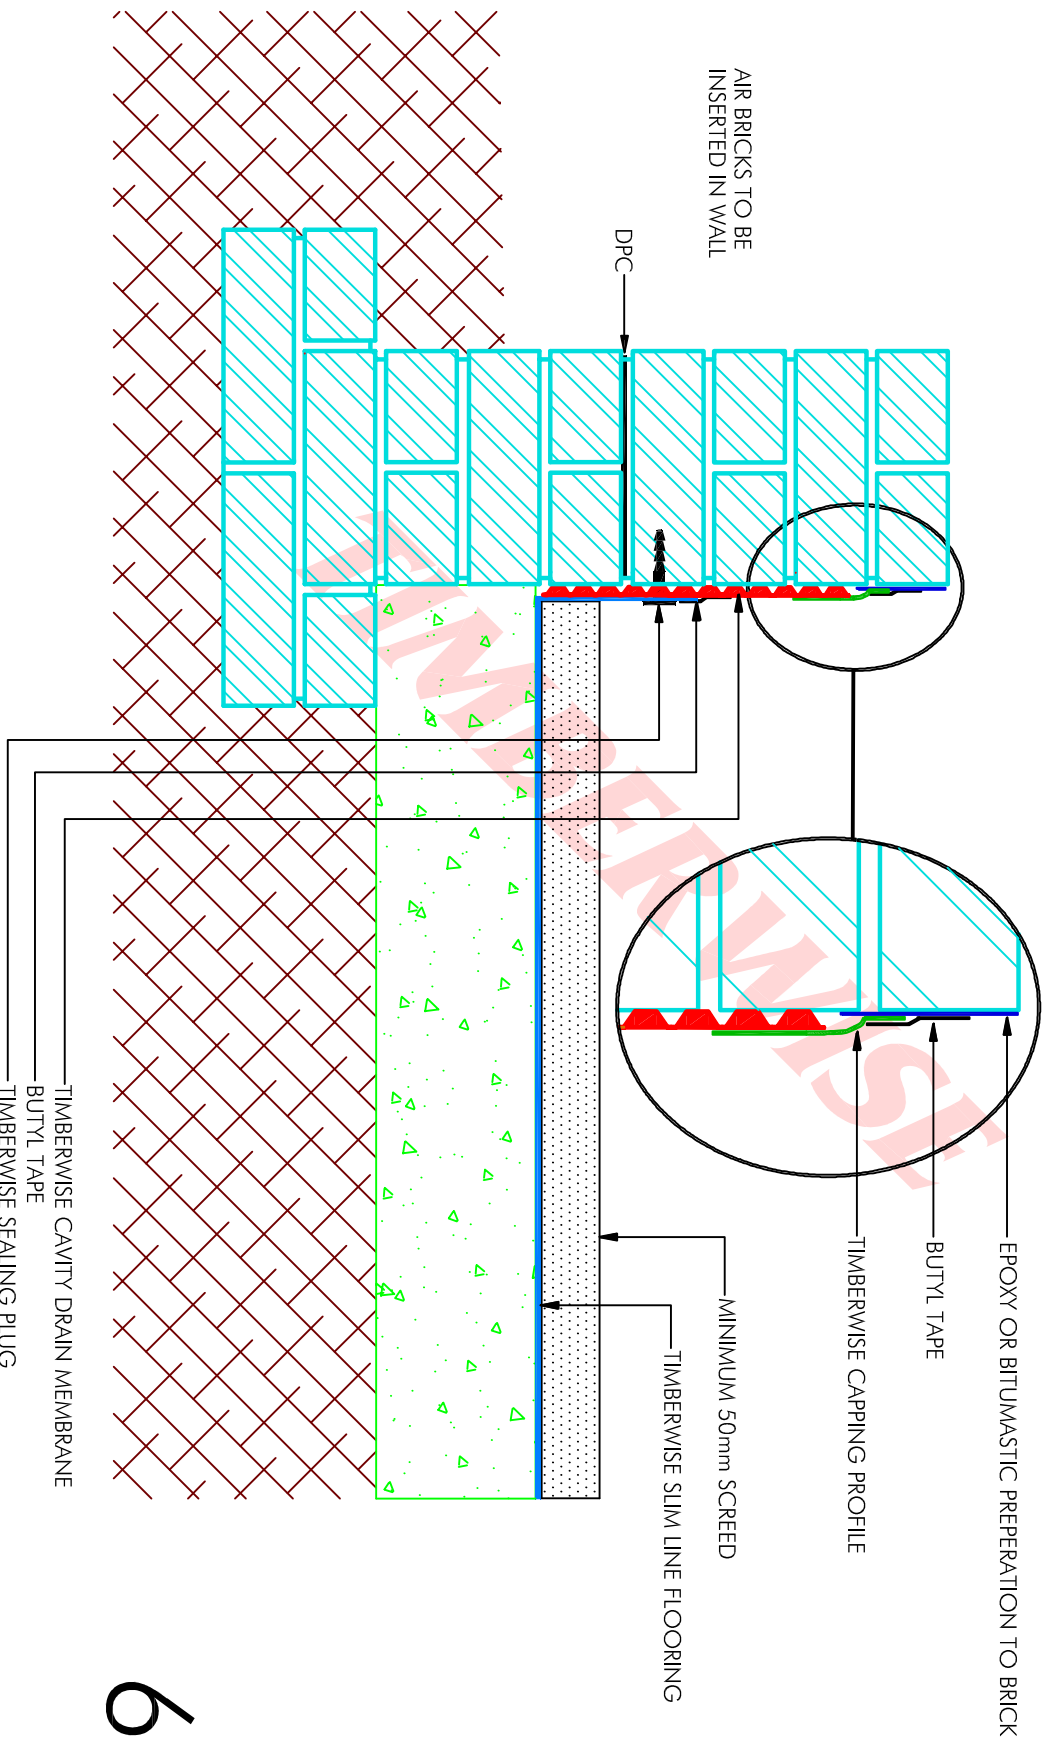 EPOXY OR BITUMASTIC PREPERATION TO BRICK
BUTYL TAPE
TIMBERWISE CAPPING PROFILE
AIR BRICKS TO BE
INSERTED IN WALL
DPC
MINIMUM 50mm SCREED
TIMBERWISE SLIM LINE FLOORING
TIMBERWISE
TIMBERWISE CAVITY DRAIN MEMBRANE
BUTYL TAPE
TIMBERWISE SEALING PLUG
6